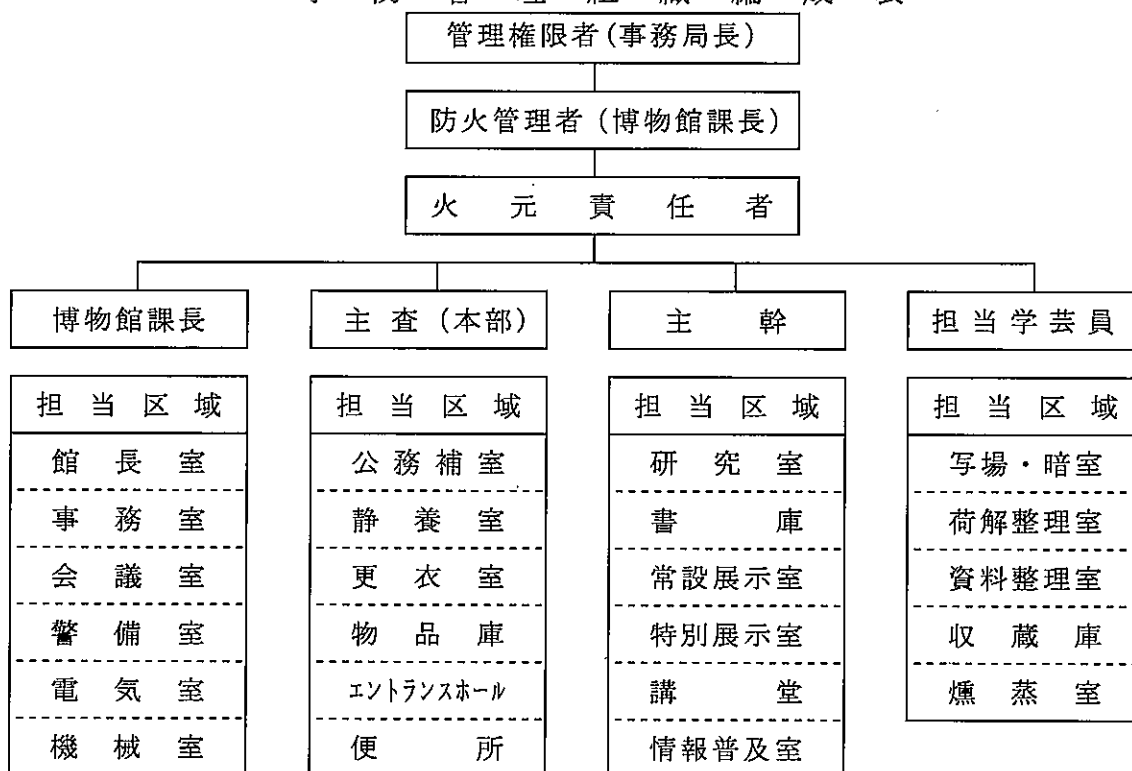 管理組織編成表
管理権限者(事務局長)
防火管理者(博物館課長)
火元責任者
博物館課長
主査(本部)
主幹
担当学芸員
担当区域
館長室
事務室
会議室
警備室
電気室
機械室
担当区域
公務補室
静養室
更衣室
物品庫
エントランスホール
便所
担当区域
研究室
書庫
常設展示室
特別展示室
講堂
情報普及室
担当区域
写場・暗室
荷解整理室
資料整理室
収蔵庫
燻蒸室